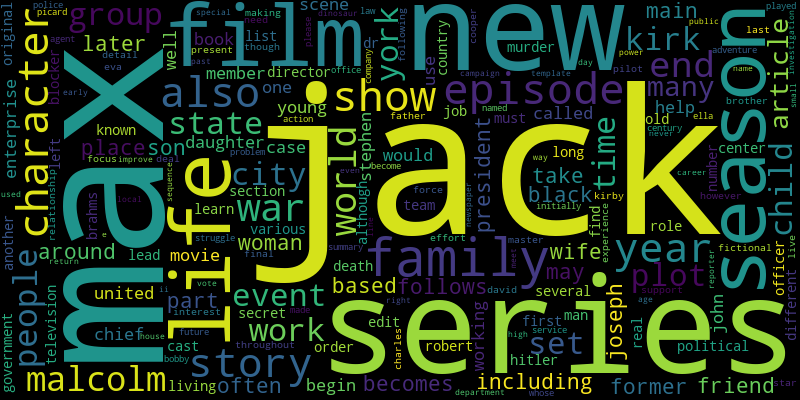 picard police special film scene dinosaur making law cooper public played
original group york main
book list need though please new kirk last murder power adventure
later well dr following country
enterprise character blocker present detail agent eva past member director use pilot day end article
max also show episode many season
early one office company campaign template named help name brother
known state young job called old ella
place son daughter case world stephen president must century never center
left focus improve deal action father time child
another life city would long number
used brahms section although become team force black take kirby career however
relationship sequence learn war problem way find role
people local various even newspaper initially experience
around woman family wife year fictional
e lead movie death effort master may plot officer live
return summary meet
television united struggle final event based follows several
ii vote part interest secret right david high first man joseph real support age john different
chief future made working service set reporter political
government cast house work order edit charles robert hitler
bobby throughout jack series
malcolm living story often begin becomes including department whose former friend star
small investigation